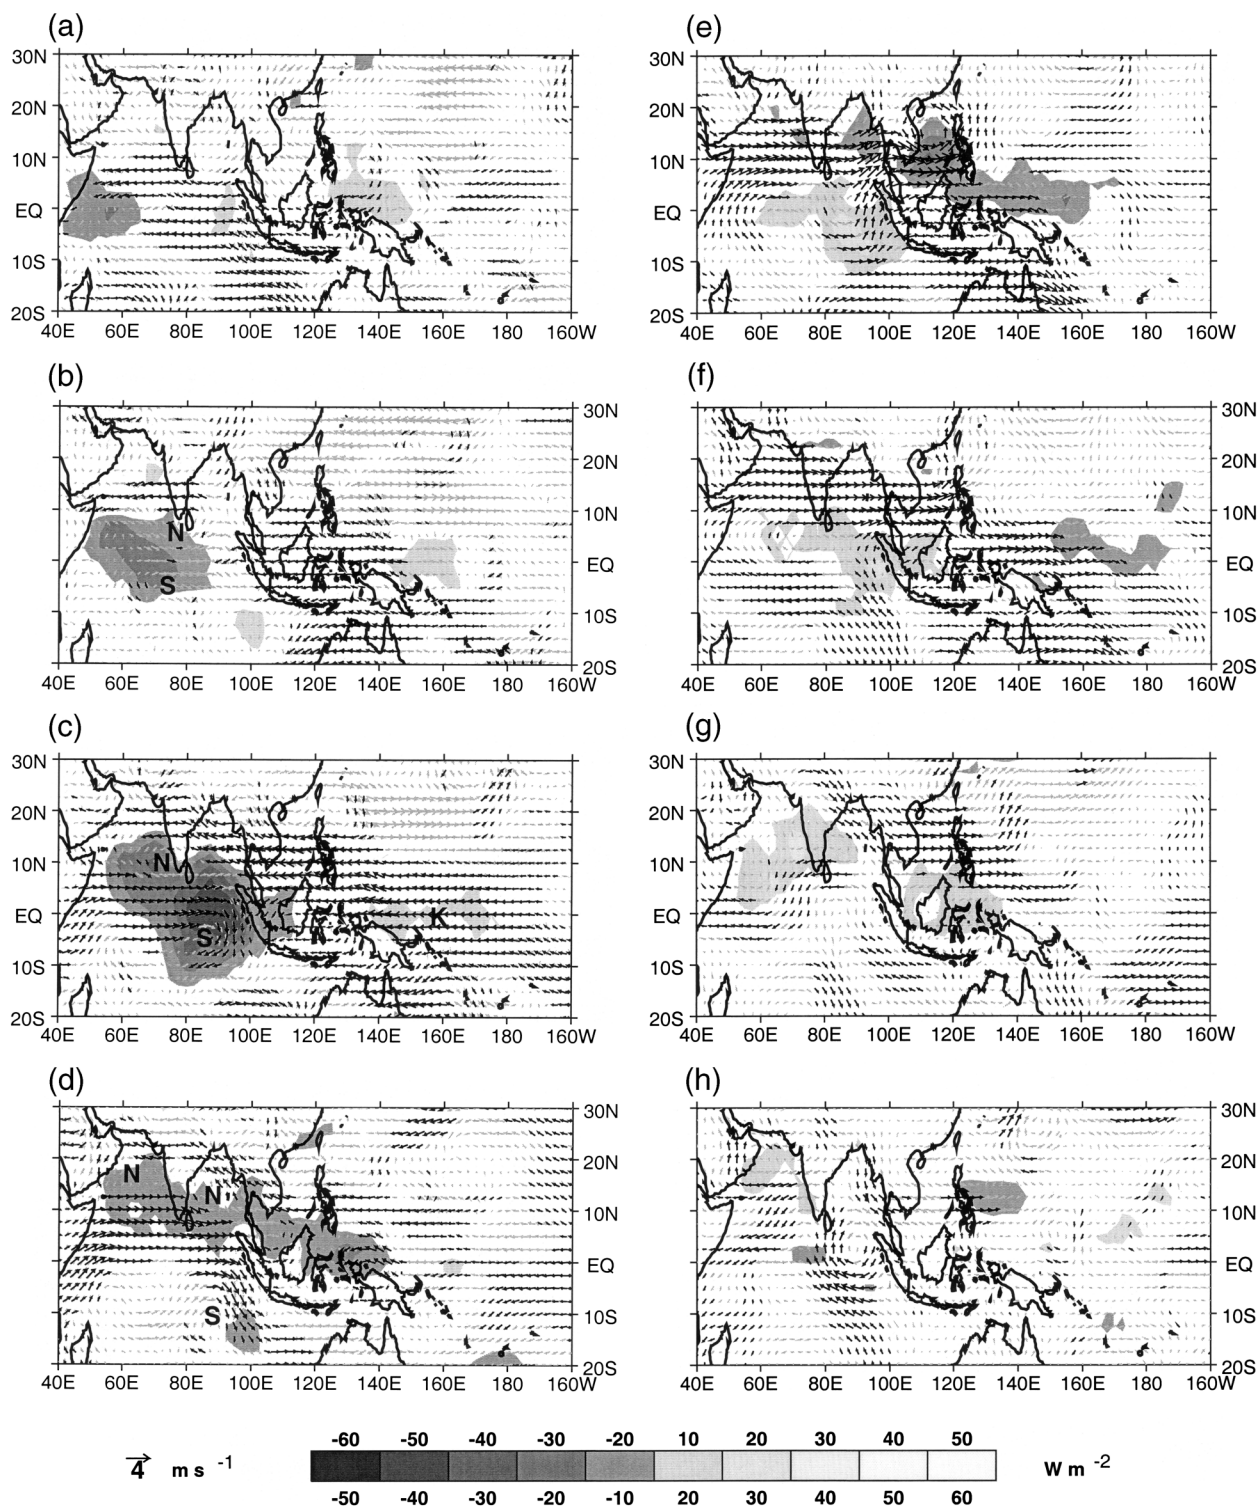 (a)
30N
20N
10N
EQ
10S
20S
40E 60E 80E 100E 120E 140E 160E 180 160W
(e)
30N
20N
10N
EQ
10S
20S
40E 60E 80E 100E 120E 140E 160E 180 160W
(b)
30N
20N
10N
EQ
10S
20S
N
S
40E 60E 80E 100E 120E 140E 160E 180 160W
(f)
30N
20N
10N
EQ
10S
20S
40E 60E 80E 100E 120E 140E 160E 180 160W
(c)
30N
20N
10N
EQ
10S
20S
N
S
K
40E 60E 80E 100E 120E 140E 160E 180 160W
(g)
30N
20N
10N
EQ
10S
20S
40E 60E 80E 100E 120E 140E 160E 180 160W
(d)
30N
20N
10N
EQ
10S
20S
N
N
S
40E 60E 80E 100E 120E 140E 160E 180 160W
(h)
30N
20N
10N
EQ
10S
20S
40E 60E 80E 100E 120E 140E 160E 180 160W
-60 -50 -40 -30 -20 10 20 30 40 50
4 m s -1
W m -2
-50 -40 -30 -20 -10 20 30 40 50 60